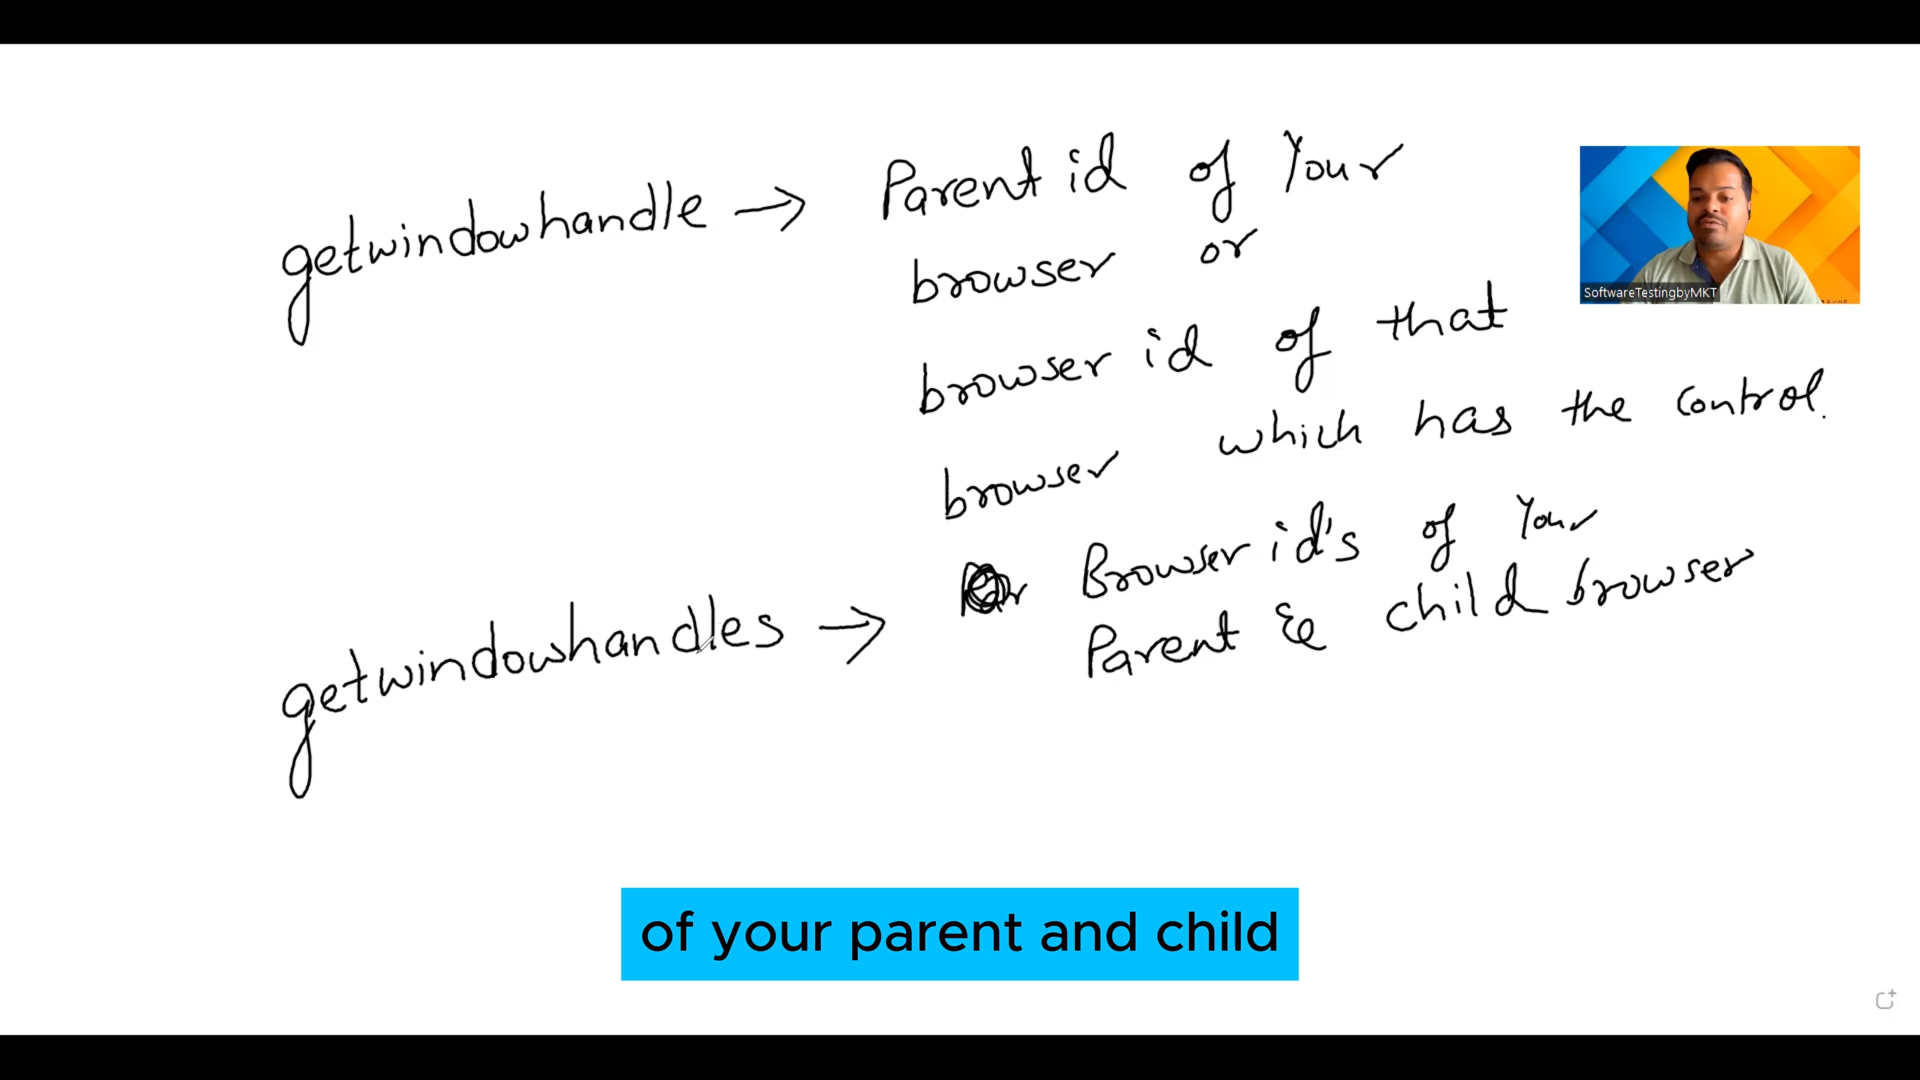 getwindowhandle → Parent id of Your
browser or
browser id of that
browser which has the control.
getwindowhandles → Browser id's of Your
Parent & child browser
SoftwareTestingbyMKT
of your parent and child